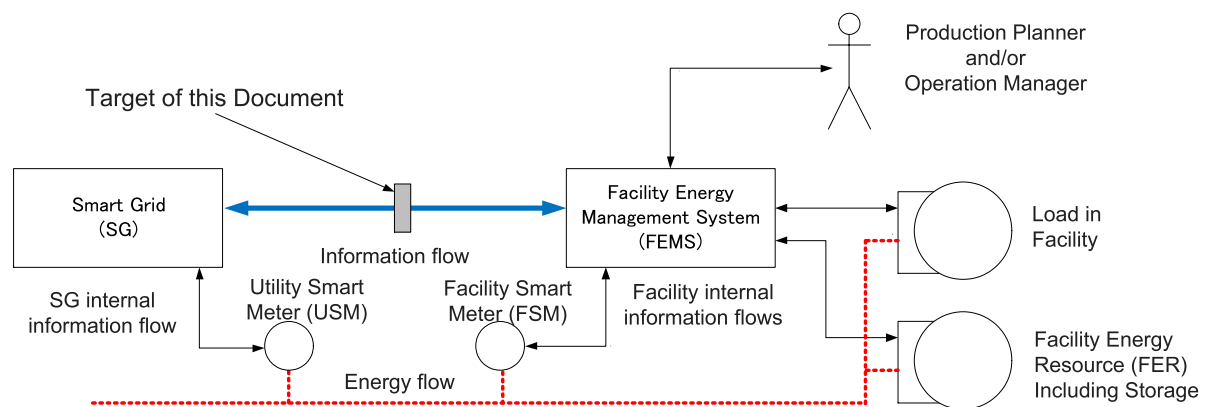 Production Planner
and/or
Operation Manager
Target of this Document
Smart Grid
(SG)
Facility Energy
Management System
(FEMS)
Load in
Facility
Information flow
SG internal
information flow
Utility Smart
Meter (USM)
Facility Smart
Meter (FSM)
Facility internal
information flows
Facility Energy
Resource (FER)
Including Storage
Energy flow